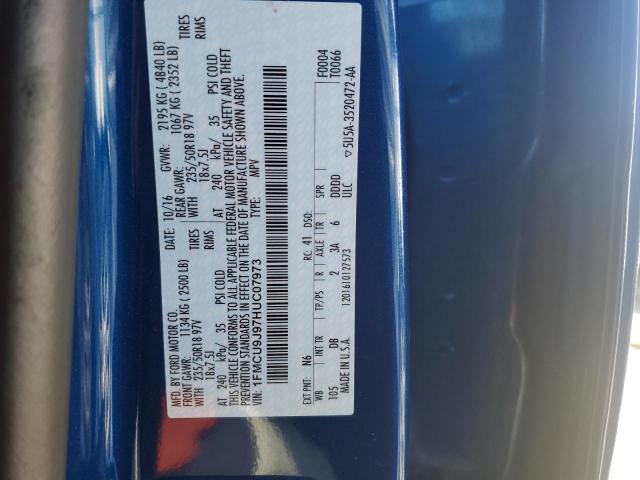 MFD. BY FORD MOTOR CO.
DATE: 10/16 GVWR: 2195 KG ( 4840 LB)
FRONT GAWR: 1134 KG ( 2500 LB) REAR GAWR: 1067 KG ( 2352 LB)
WITH 235/50R18 97V TIRES WITH 235/50R18 97V TIRES
18x7.5J RIMS 18x7.5J RIMS
AT 240 kPa/ 35 PSI COLD AT 240 kPa/ 35 PSI COLD
THIS VEHICLE CONFORMS TO ALL APPLICABLE FEDERAL MOTOR VEHICLE SAFETY AND THEFT
PREVENTION STANDARDS IN EFFECT ON THE DATE OF MANUFACTURE SHOWN ABOVE.
VIN: 1FMCU9J97HUC07973 TYPE: MPV
F0004
T0066
EXT PNT: N6 RC: 41 DSO:
WB INT TR TP/PS R AXLE TR SPR
105 DB 2 3A 6 DDDD
MADE IN U.S.A. 1201610127573 ULC
5U5A-3520472-AA